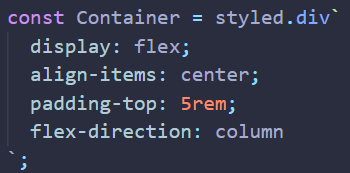 const Container = styled.div`
  display: flex;
  align-items: center;
  padding-top: 5rem;
  flex-direction: column
`;